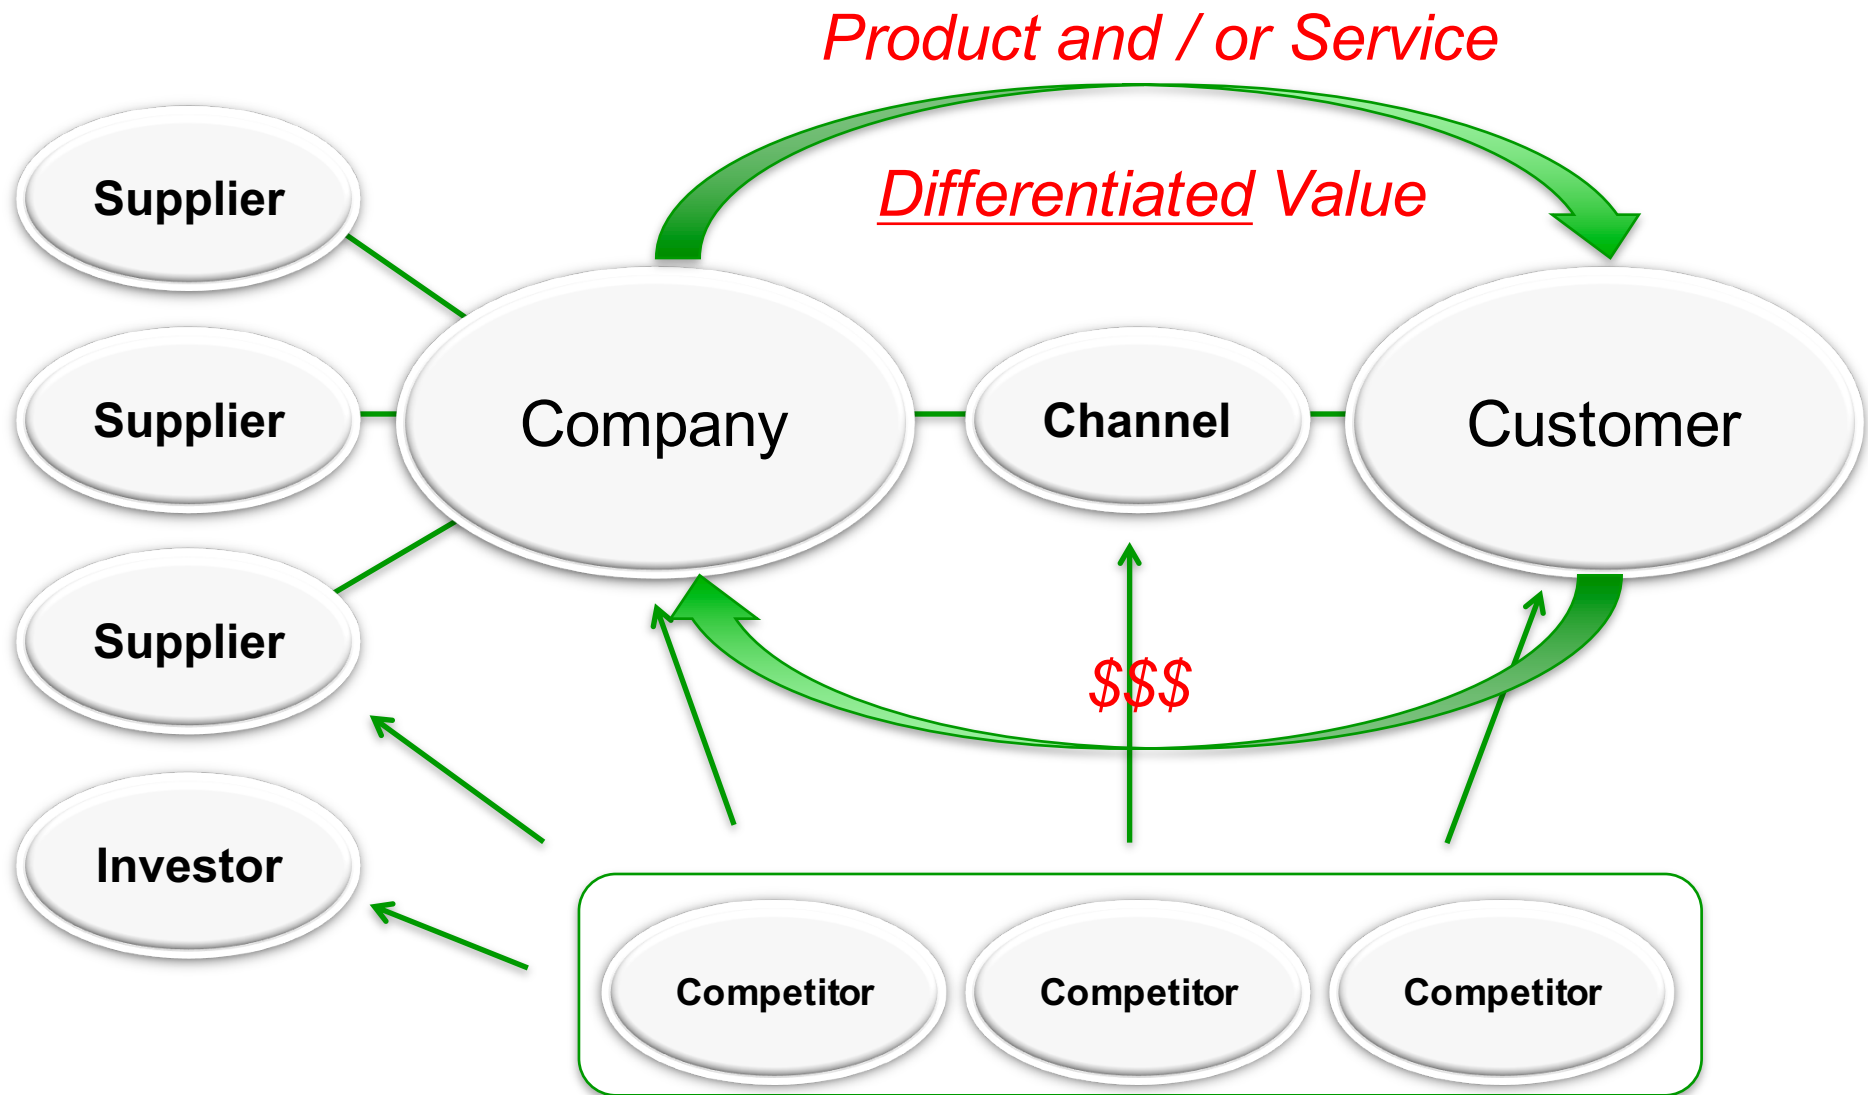 Product and / or Service
Differentiated Value
Supplier
Supplier
Company
Channel
Customer
Supplier
$$$
Investor
Competitor
Competitor
Competitor